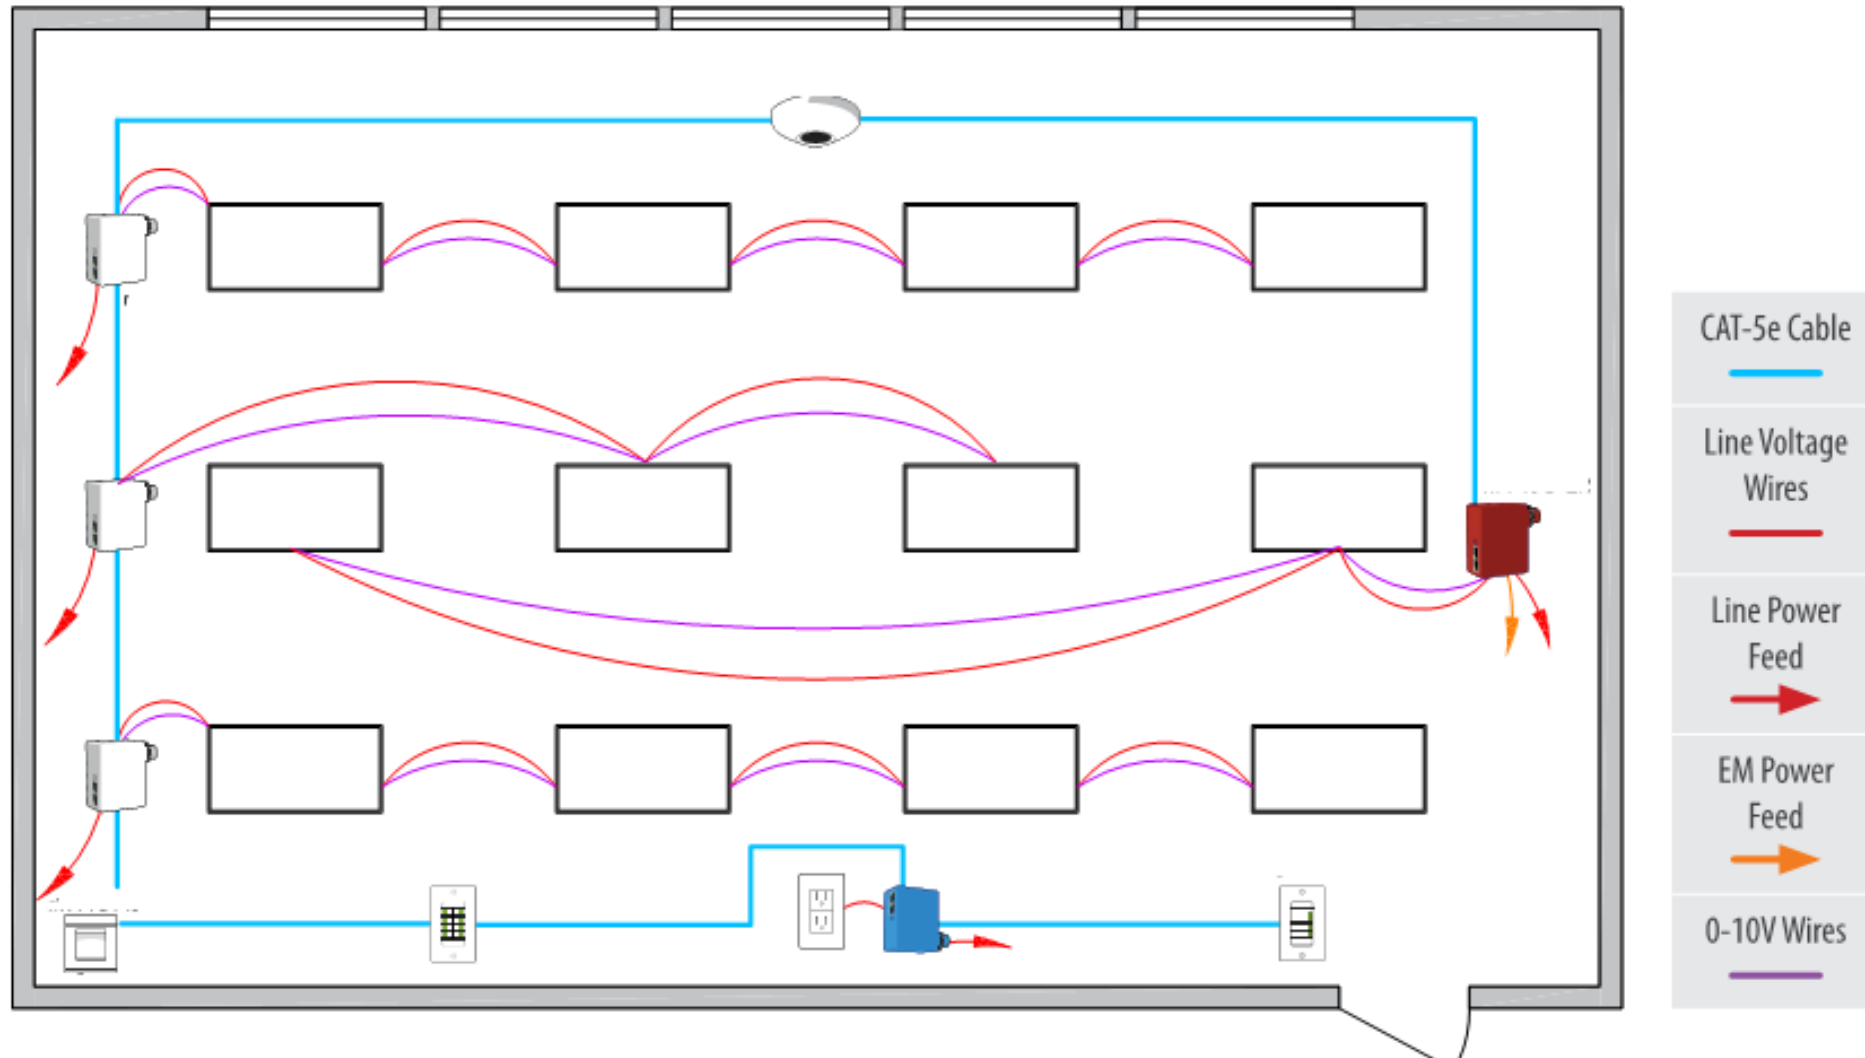 CAT-5e Cable
Line Voltage
Wires
Line Power
Feed
EM Power
Feed
0-10V Wires